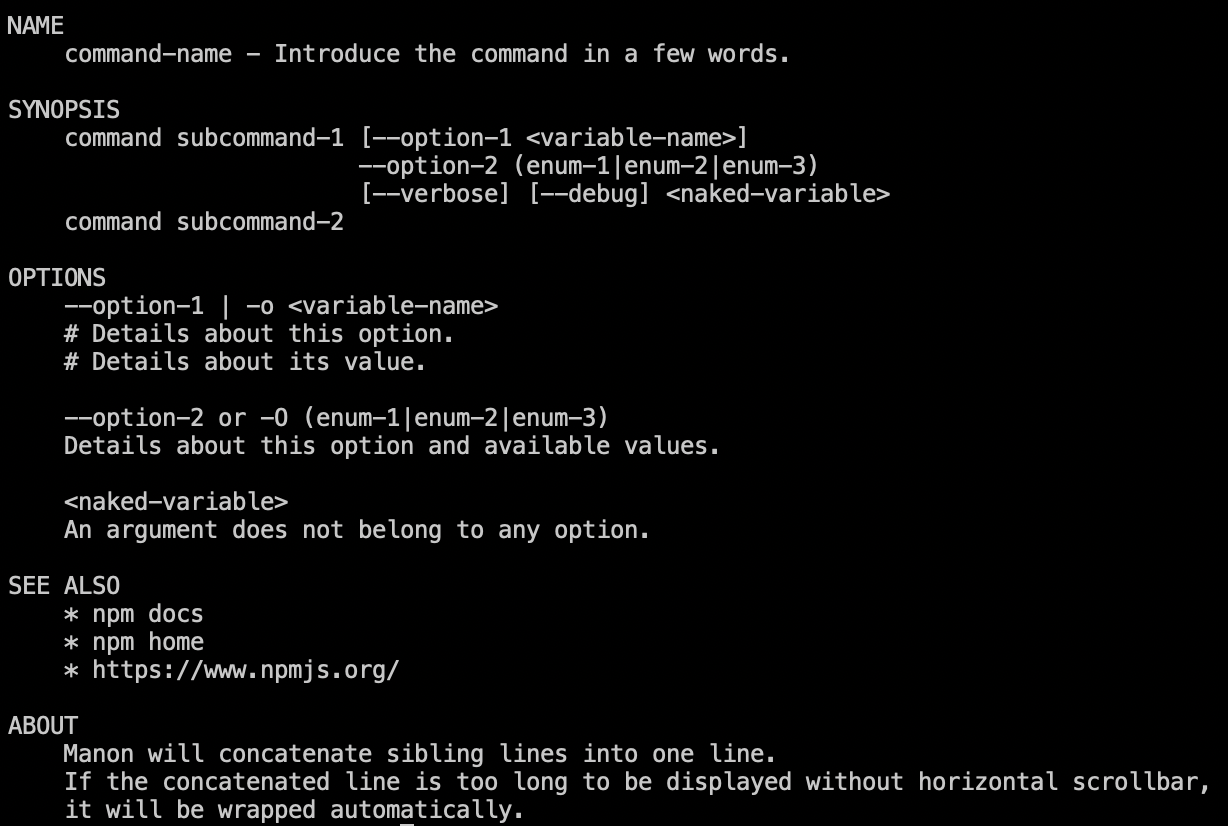 NAME
command-name - Introduce the command in a few words.
SYNOPSIS
command subcommand-1 [--option-1 <variable-name>]
--option-2 (enum-1|enum-2|enum-3)
[--verbose] [--debug] <naked-variable>
command subcommand-2
OPTIONS
--option-1 | -o <variable-name>
# Details about this option.
# Details about its value.
--option-2 or -O (enum-1|enum-2|enum-3)
Details about this option and available values.
<naked-variable>
An argument does not belong to any option.
SEE ALSO
* npm docs
* npm home
* https://www.npmjs.org/
ABOUT
Manon will concatenate sibling lines into one line.
If the concatenated line is too long to be displayed without horizontal scrollbar,
it will be wrapped automatically.